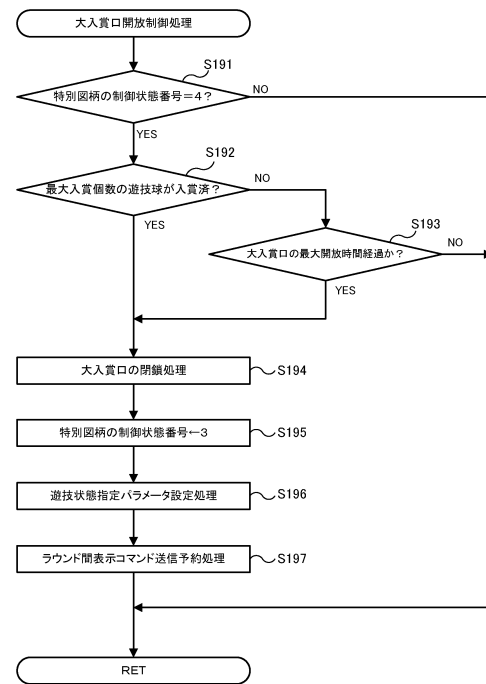 大入賞口開放制御処理
S191
特別図柄の制御状態番号=4?
NO
YES
S192
最大入賞個数の遊技球が入賞済?
NO
YES
S193
大入賞口の最大開放時間経過か?
NO
YES
大入賞口の閉鎖処理
S194
特別図柄の制御状態番号←3
S195
遊技状態指定パラメータ設定処理
S196
ラウンド間表示コマンド送信予約処理
S197
RET